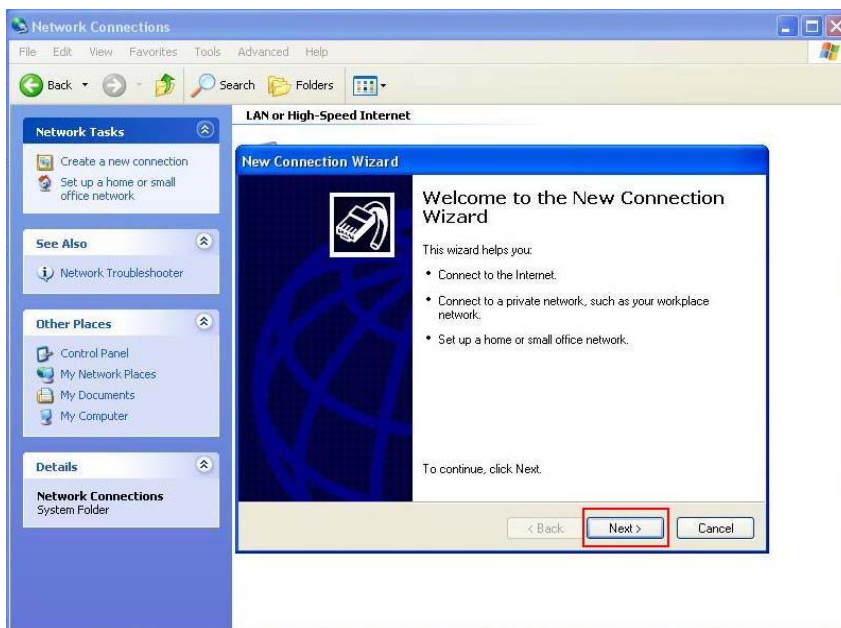 Network Connections
File Edit View Favorites Tools Advanced Help
Back Search Folders
Network Tasks
Create a new connection
Set up a home or small
office network
See Also
Network Troubleshooter
Other Places
Control Panel
My Network Places
My Documents
My Computer
Details
Network Connections
System Folder
LAN or High-Speed Internet
New Connection Wizard
Welcome to the New Connection
Wizard
This wizard helps you:
• Connect to the Internet.
• Connect to a private network, such as your workplace
network.
• Set up a home or small office network.
To continue, click Next.
< Back Next > Cancel